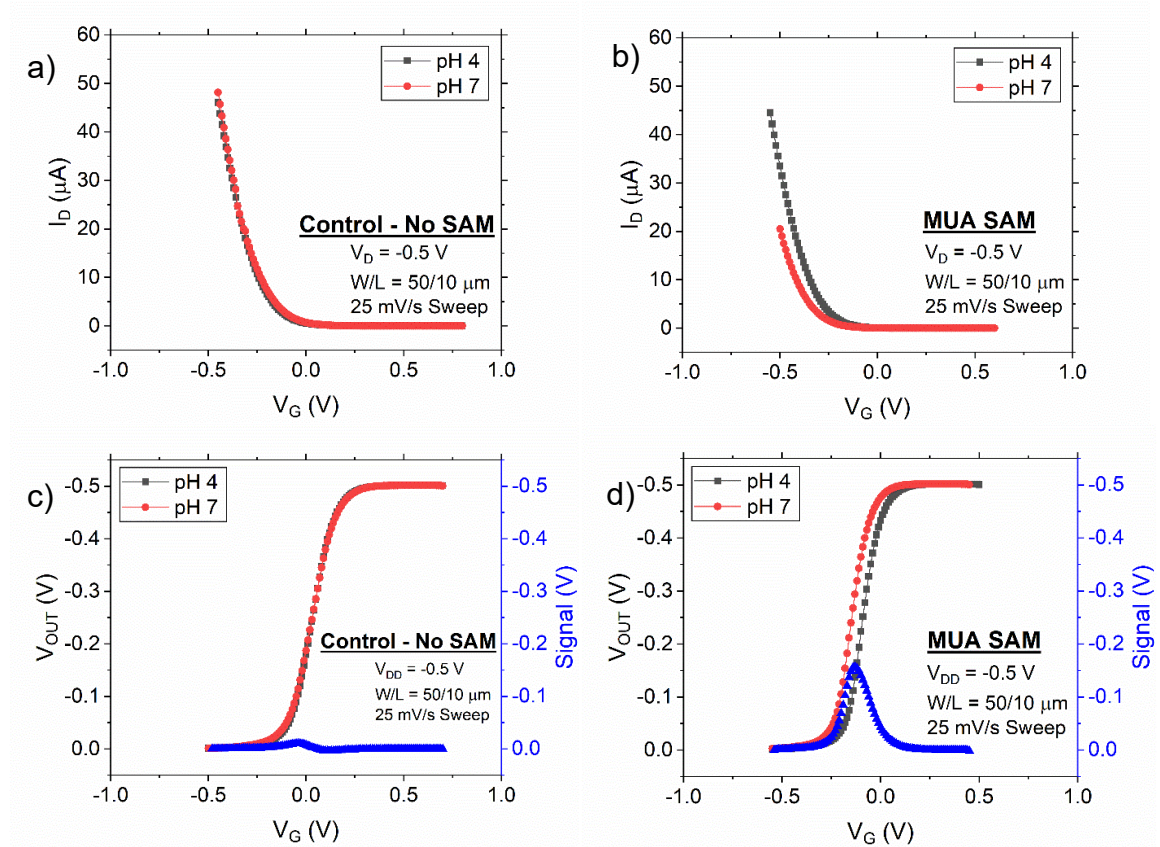 a)
60
50
40
30
20
10
0
I_D (μA)
pH 4
pH 7
Control - No SAM
V_D = -0.5 V
W/L = 50/10 μm
25 mV/s Sweep
-1.0 -0.5 0.0 0.5 1.0
V_G (V)
b)
60
50
40
30
20
10
0
I_D (μA)
pH 4
pH 7
MUA SAM
V_D = -0.5 V
W/L = 50/10 μm
25 mV/s Sweep
-1.0 -0.5 0.0 0.5 1.0
V_G (V)
c)
-0.5
-0.4
-0.3
-0.2
-0.1
0.0
V_OUT (V)
pH 4
pH 7
Control - No SAM
V_DD = -0.5 V
W/L = 50/10 μm
25 mV/s Sweep
-0.5
-0.4
-0.3
-0.2
-0.1
0.0
Signal (V)
-1.0 -0.5 0.0 0.5 1.0
V_G (V)
d)
-0.5
-0.4
-0.3
-0.2
-0.1
0.0
V_OUT (V)
pH 4
pH 7
MUA SAM
V_DD = -0.5 V
W/L = 50/10 μm
25 mV/s Sweep
-0.5
-0.4
-0.3
-0.2
-0.1
0.0
Signal (V)
-1.0 -0.5 0.0 0.5 1.0
V_G (V)